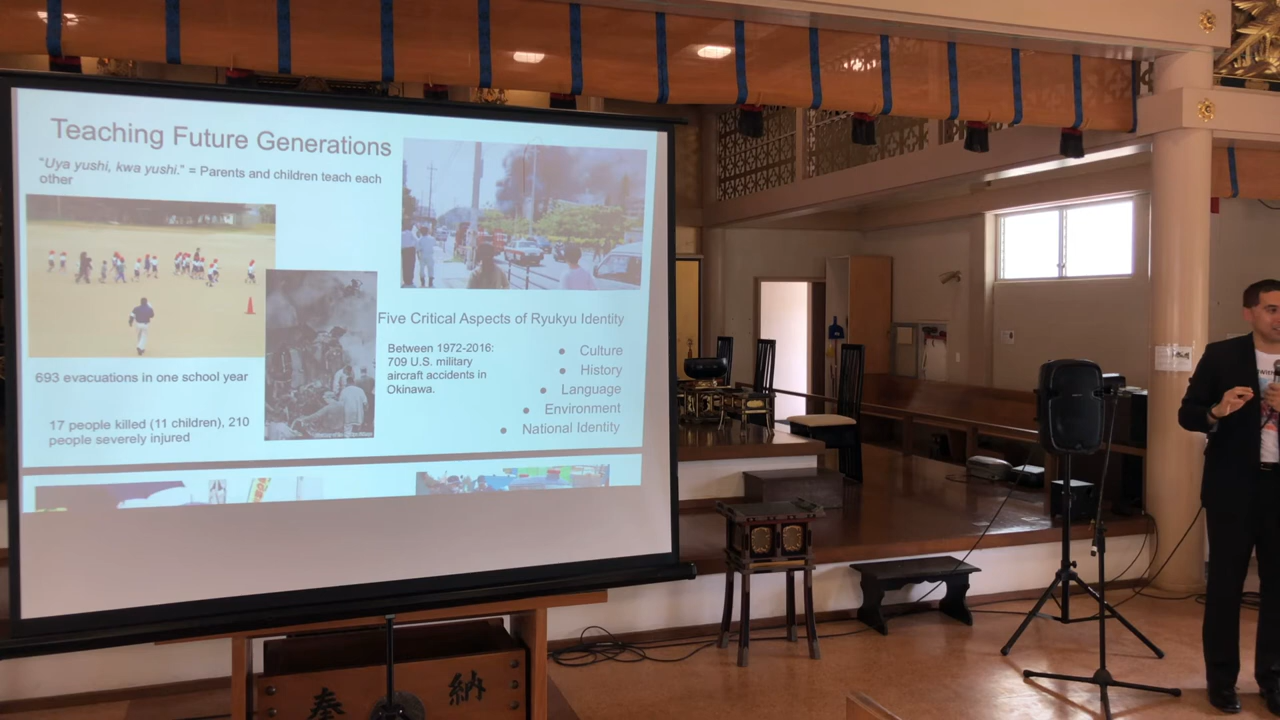 Teaching Future Generations
"Uya yushi, kwa yushi." = Parents and children teach each
other
693 evacuations in one school year
17 people killed (11 children), 210
people severely injured
Five Critical Aspects of Ryukyu Identity
Between 1972-2016:
709 U.S. military
aircraft accidents in
Okinawa.
● Culture
● History
● Language
● Environment
● National Identity
奉 納